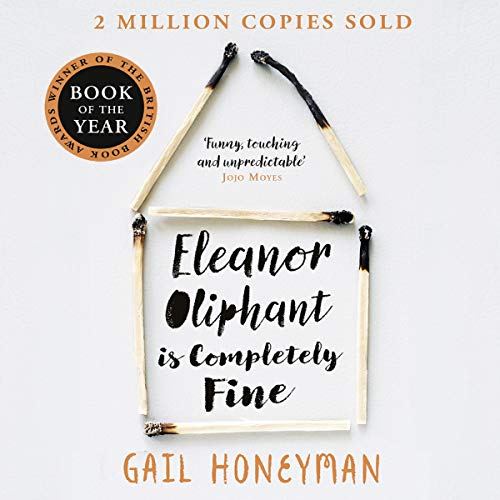 2 MILLION COPIES SOLD
WINNER OF THE BRITISH BOOK AWARDS
BOOK
OF THE
YEAR
‘Funny, touching
and unpredictable’
JOJO MOYES
Eleanor
Oliphant
is Completely
Fine
GAIL HONEYMAN